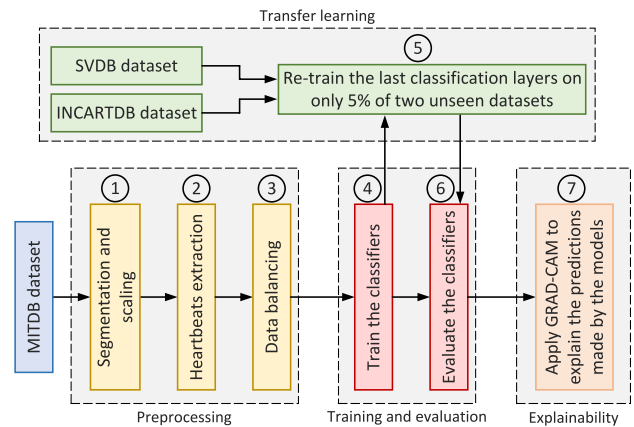 Transfer learning
5
SVDB dataset
INCARTDB dataset
Re-train the last classification layers on
only 5% of two unseen datasets
1
2
3
4
6
7
MITDB dataset
Segmentation and
scaling
Heartbeats extraction
Data balancing
Train the classifiers
Evaluate the classifiers
Apply GRAD-CAM to
explain the predictions
made by the models
Preprocessing
Training and evaluation
Explainability